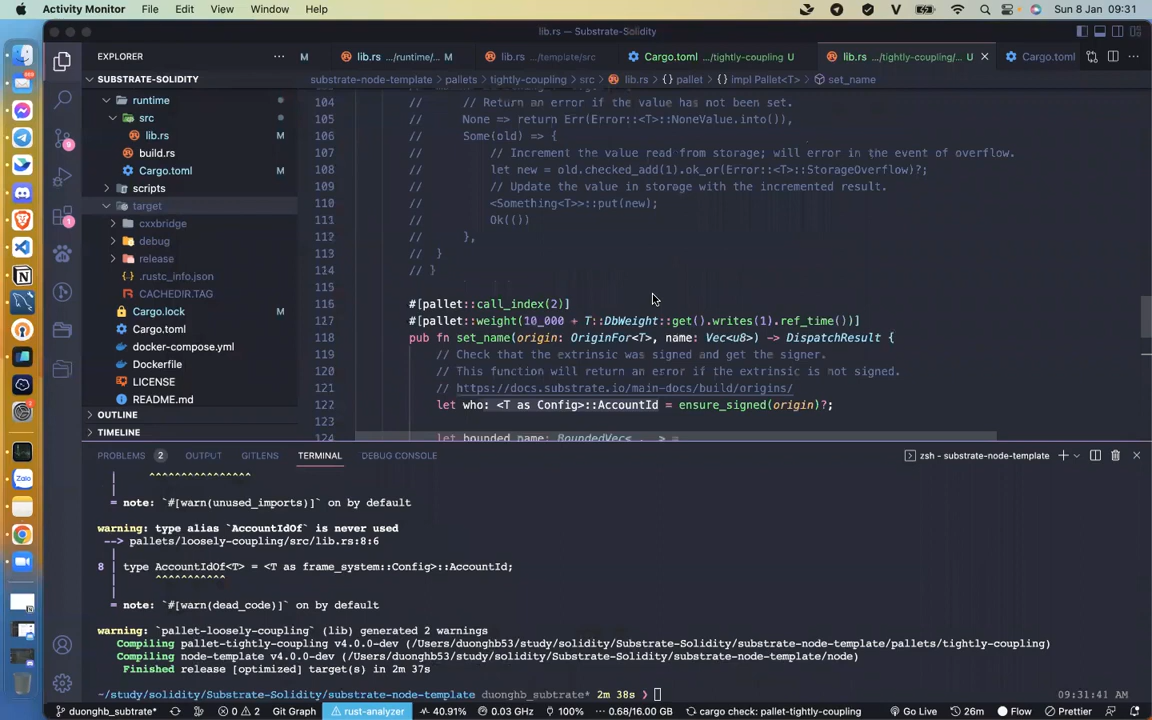 Activity Monitor File Edit View Window Help
Sun 8 Jan 09:31
lib.rs — Substrate-Solidity
EXPLORER
SUBSTRATE-SOLIDITY
runtime
src
lib.rs M
build.rs
Cargo.toml M
scripts
target
cxxbridge
debug
release
{.} .rustc_info.json
CACHEDIR.TAG
Cargo.lock
Cargo.toml
docker-compose.yml
Dockerfile
LICENSE
README.md
OUTLINE
TIMELINE
M lib.rs .../runtime/... M lib.rs .../template/src Cargo.toml .../tightly-coupling U lib.rs .../tightly-coupling/... U Cargo.toml
substrate-node-template > pallets > tightly-coupling > src > lib.rs > {} pallet > impl Pallet<T> > set_name
104 // // Return an error if the value has not been set.
105 // None => return Err(Error::<T>::NoneValue.into()),
106 // Some(old) => {
107 // // Increment the value read from storage; will error in the event of overflow.
108 // let new = old.checked_add(1).ok_or(Error::<T>::StorageOverflow)?;
109 // // Update the value in storage with the incremented result.
110 // <Something<T>>::put(new);
111 // Ok(())
112 // },
113 // }
114 // }
115
116 #[pallet::call_index(2)]
117 #[pallet::weight(10_000 + T::DbWeight::get().writes(1).ref_time())]
118 pub fn set_name(origin: OriginFor<T>, name: Vec<u8>) -> DispatchResult {
119 // Check that the extrinsic was signed and get the signer.
120 // This function will return an error if the extrinsic is not signed.
121 // https://docs.substrate.io/main-docs/build/origins/
122 let who: <T as Config>::AccountId = ensure_signed(origin)?;
123
124 let bounded_name: BoundedVec<_, _> =
PROBLEMS 2 OUTPUT GITLENS TERMINAL DEBUG CONSOLE
zsh - substrate-node-template
| ^^^^^^^^^^^^^^^^
|
= note: `#[warn(unused_imports)]` on by default
warning: type alias `AccountIdOf` is never used
--> pallets/loosely-coupling/src/lib.rs:8:6
|
8 | type AccountIdOf<T> = <T as frame_system::Config>::AccountId;
| ^^^^^^^^^^^
|
= note: `#[warn(dead_code)]` on by default
warning: `pallet-loosely-coupling` (lib) generated 2 warnings
Compiling pallet-tightly-coupling v4.0.0-dev (/Users/duonghb53/study/solidity/Substrate-Solidity/substrate-node-template/pallets/tightly-coupling)
Compiling node-template v4.0.0-dev (/Users/duonghb53/study/solidity/Substrate-Solidity/substrate-node-template/node)
Finished release [optimized] target(s) in 2m 37s
~/study/solidity/Substrate-Solidity/substrate-node-template duonghb_subtrate* 2m 38s ❯
09:31:41 AM
duonghb_subtrate* 0 2 Git Graph rust-analyzer 40.91% 0.03 GHz 100% 0.68/16.00 GB cargo check: pallet-tightly-coupling Go Live 26m Flow Prettier